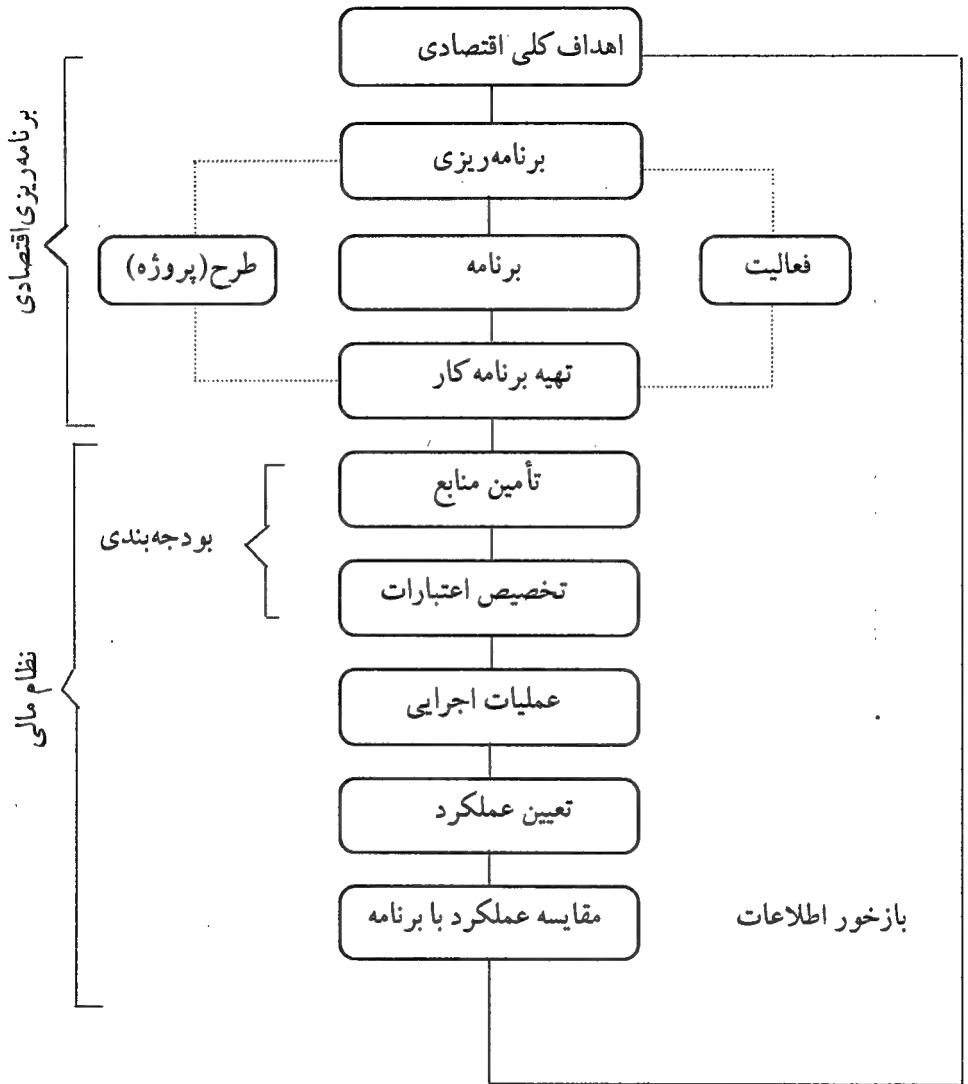 اهداف کلی اقتصادی
برنامه‌ریزی
فعالیت
برنامه
طرح (پروژه)
تهیه برنامه کار
برنامه‌ریزی اقتصادی
تأمین منابع
بودجه‌بندی
تخصیص اعتبارات
عملیات اجرایی
نظام مالی
تعیین عملکرد
مقایسه عملکرد با برنامه
بازخور اطلاعات